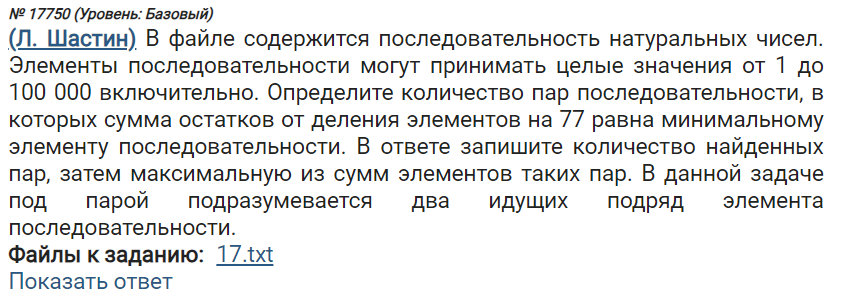 № 17750 (Уровень: Базовый)
(Л. Шастин) В файле содержится последовательность натуральных чисел.
Элементы последовательности могут принимать целые значения от 1 до
100 000 включительно. Определите количество пар последовательности, в
которых сумма остатков от деления элементов на 77 равна минимальному
элементу последовательности. В ответе запишите количество найденных
пар, затем максимальную из сумм элементов таких пар. В данной задаче
под парой подразумевается два идущих подряд элемента
последовательности.
Файлы к заданию: 17.txt
Показать ответ